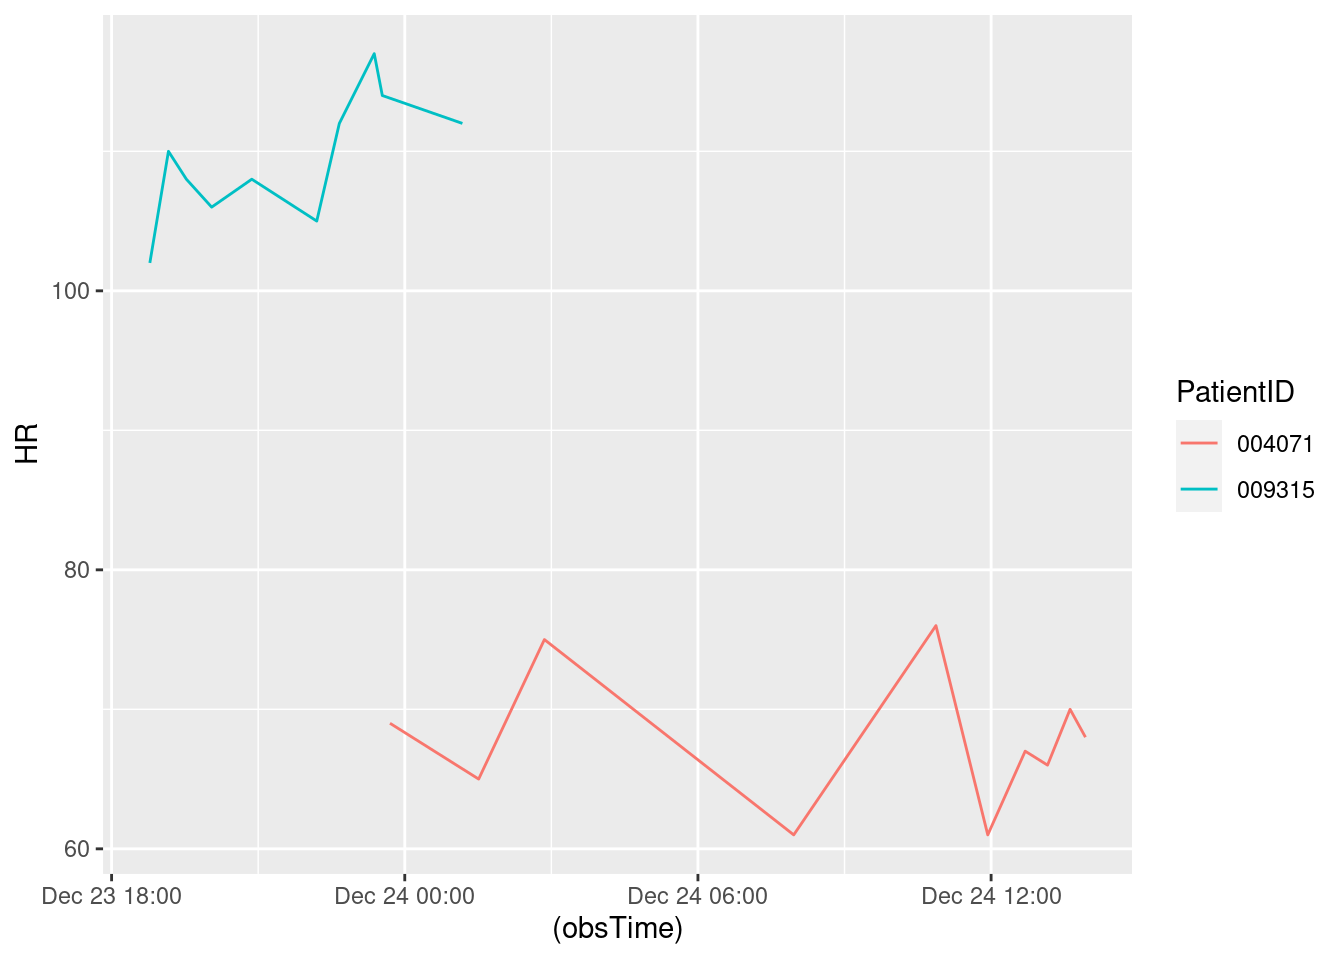 HR
100
80
60
Dec 23 18:00
Dec 24 00:00
Dec 24 06:00
Dec 24 12:00
(obsTime)
PatientID
004071
009315